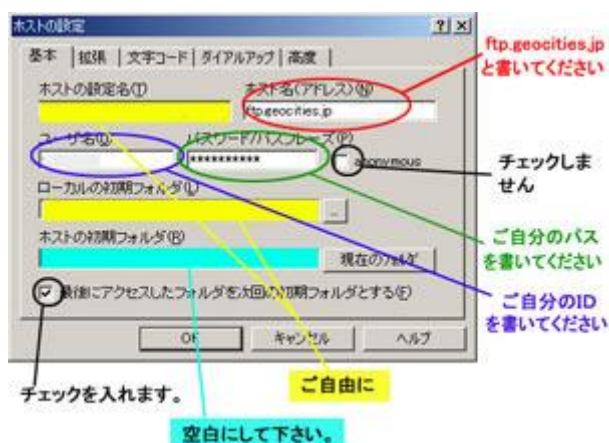 ホストの設定
基本 拡張 文字コード ダイアルアップ 高度
ホストの設定名(T) ホスト名(アドレス)(N)
ftp.geocities.jp
ユーザ名(U) パスワード/パスフレーズ(P)
********** anonymous
ローカルの初期フォルダ(L)
...
ホストの初期フォルダ(R)
現在のフォルダ
最後にアクセスしたフォルダを次回の初期フォルダとする(F)
OK キャンセル ヘルプ
ftp.geocities.jp
と書いてください
チェックしま
せん
ご自分のパス
を書いてください
ご自分のID
を書いてください
ご自由に
チェックを入れます。
空白にして下さい。